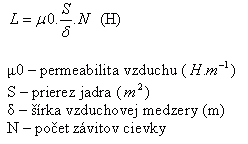 L = μ0. S/δ .N (H)
μ0 – permeabilita vzduchu ( H.m⁻¹)
S – prierez jadra (m²)
δ – šírka vzduchovej medzery (m)
N – počet závitov cievky